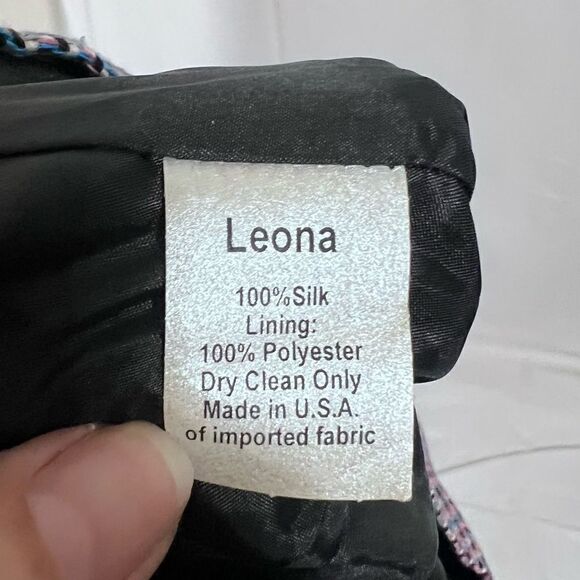 Leona
100%Silk
Lining:
100% Polyester
Dry Clean Only
Made in U.S.A.
of imported fabric